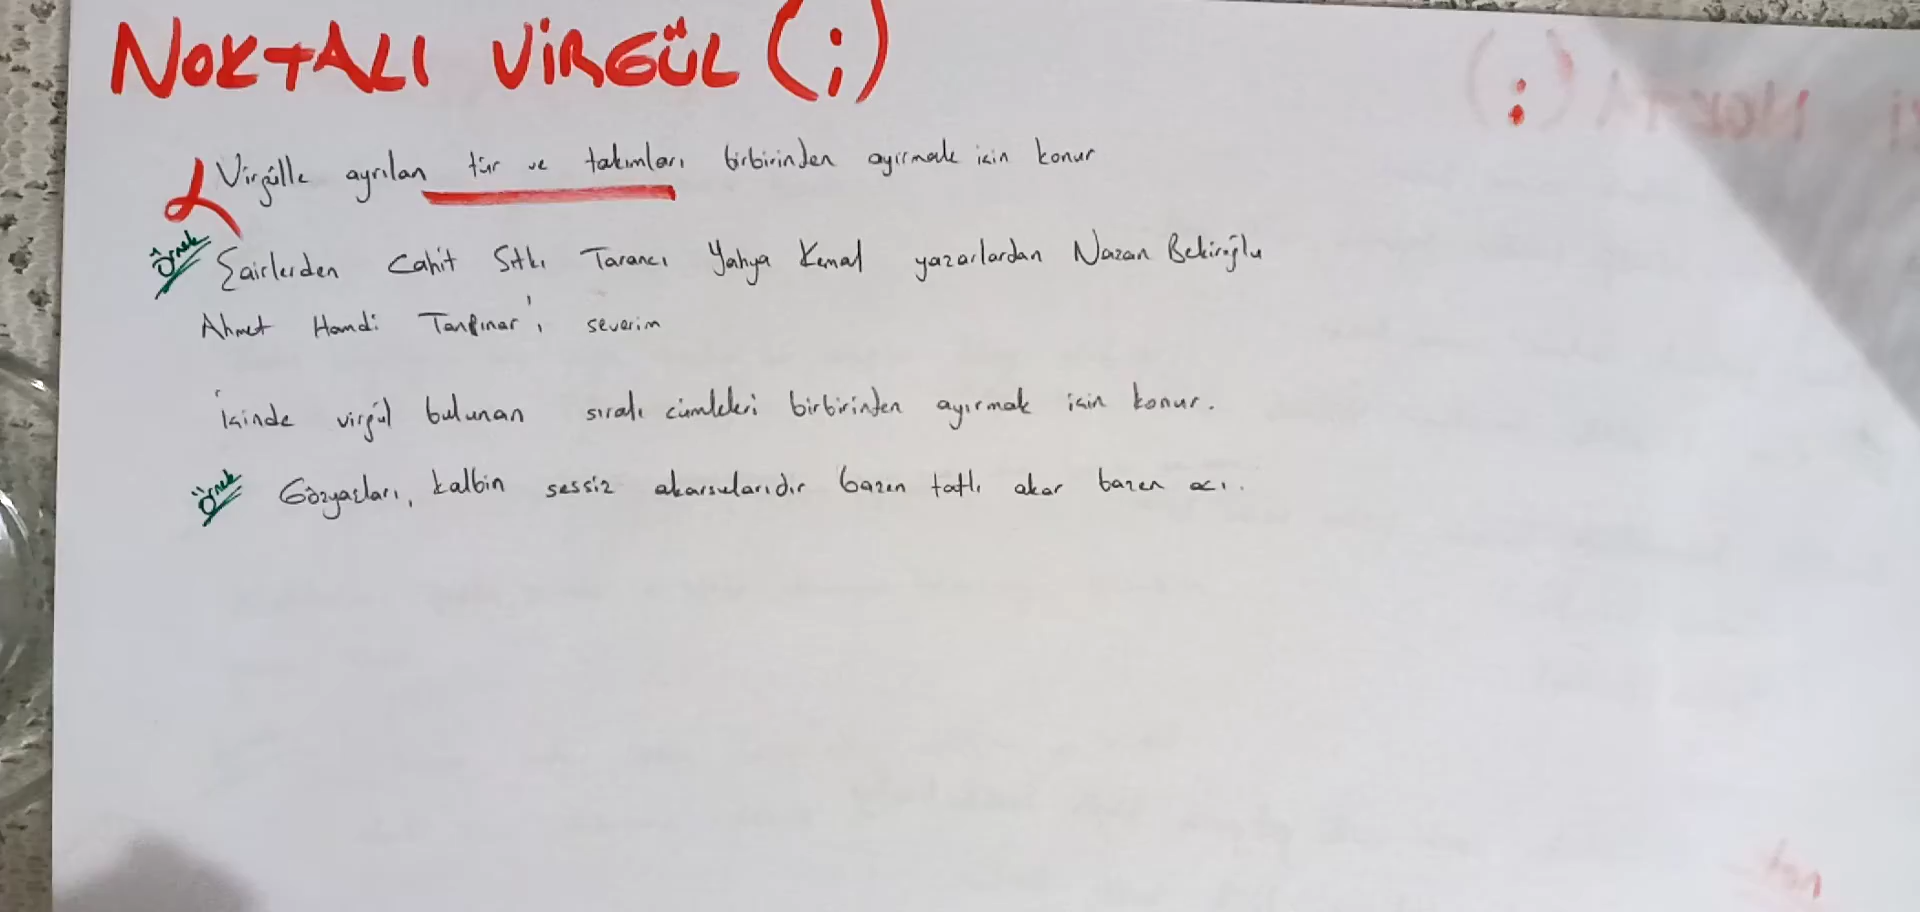 NOKTALI VİRGÜL (;)
Virgülle ayrılan tür ve takımları birbirinden ayırmak için konur
Örnek Şairlerden Cahit Sıtkı Tarancı Yahya Kemal yazarlardan Nazan Bekiroğlu
Ahmet Hamdi Tanpınar'ı severim
İçinde virgül bulunan sıralı cümleleri birbirinden ayırmak için konur.
Örnek Gözyaşları, kalbin sessiz akarsularıdır bazen tatlı akar bazen acı.